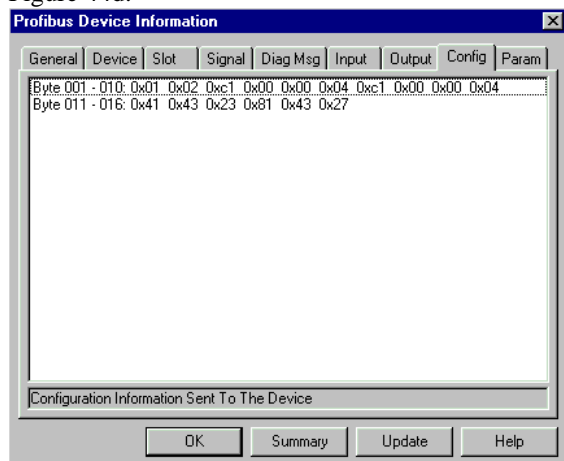 Profibus Device Information
General Device Slot Signal Diag Msg Input Output Config Param
Byte 001 - 010: 0x01 0x02 0xc1 0x00 0x00 0x04 0xc1 0x00 0x00 0x04
Byte 011 - 016: 0x41 0x43 0x23 0x81 0x43 0x27
Configuration Information Sent To The Device
OK Summary Update Help